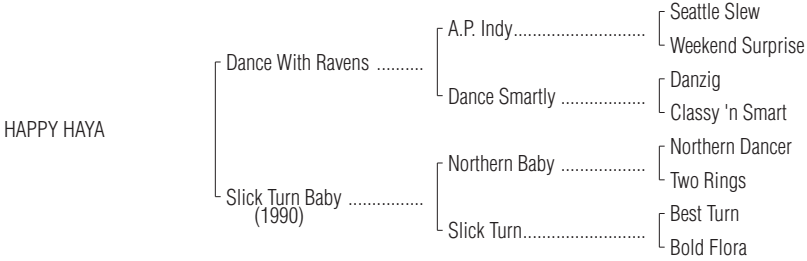 Seattle Slew
A.P. Indy..............................
Weekend Surprise
Dance With Ravens ..........
Danzig
Dance Smartly ...................
Classy 'n Smart
HAPPY HAYA
Northern Dancer
Northern Baby ...................
Two Rings
Slick Turn Baby .................
(1990)
Best Turn
Slick Turn............................
Bold Flora